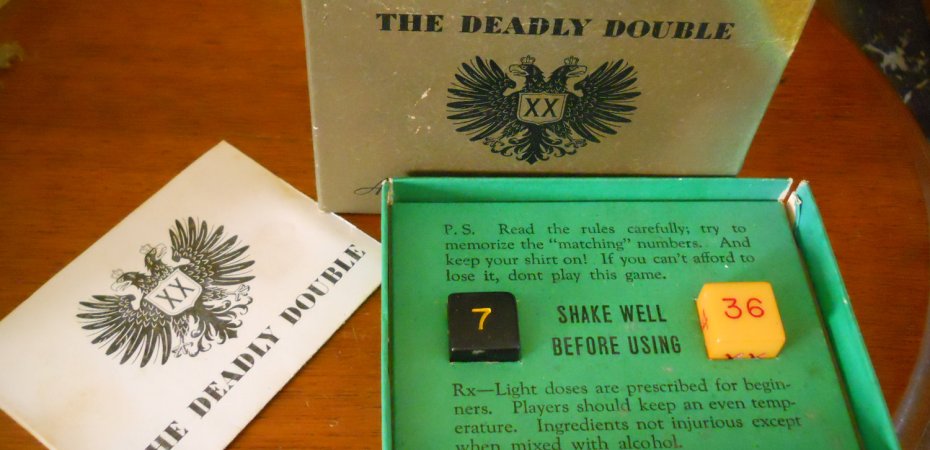 THE DEADLY DOUBLE
XX
P. S. Read the rules carefully; try to
memorize the "matching" numbers. And
keep your shirt on! If you can't afford to
lose it, dont play this game.
7
SHAKE WELL
BEFORE USING
36
XX
Rx—Light doses are prescribed for begin-
ners. Players should keep an even temp-
erature. Ingredients not injurious except
when mixed with alcohol.
XX
THE DEADLY DOUBLE